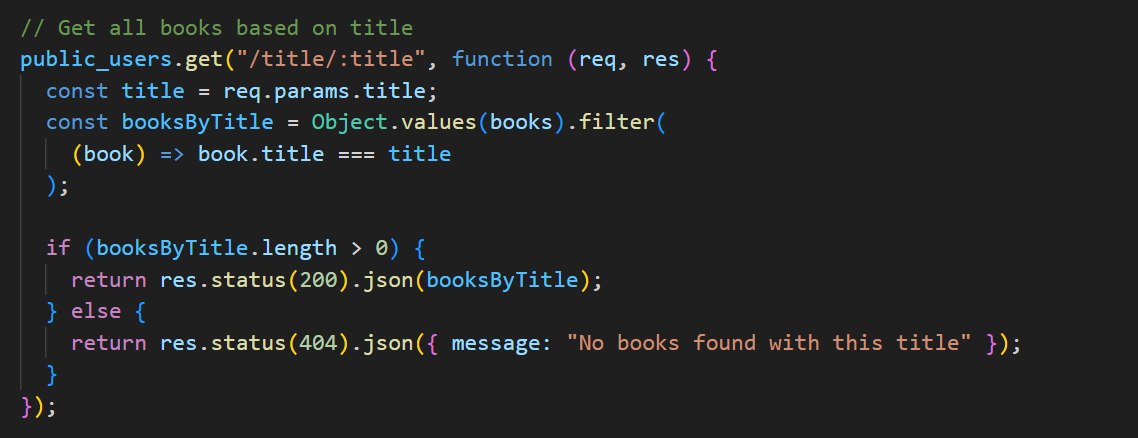 // Get all books based on title
public_users.get("/title/:title", function (req, res) {
  const title = req.params.title;
  const booksByTitle = Object.values(books).filter(
    (book) => book.title === title
  );

  if (booksByTitle.length > 0) {
    return res.status(200).json(booksByTitle);
  } else {
    return res.status(404).json({ message: "No books found with this title" });
  }
});